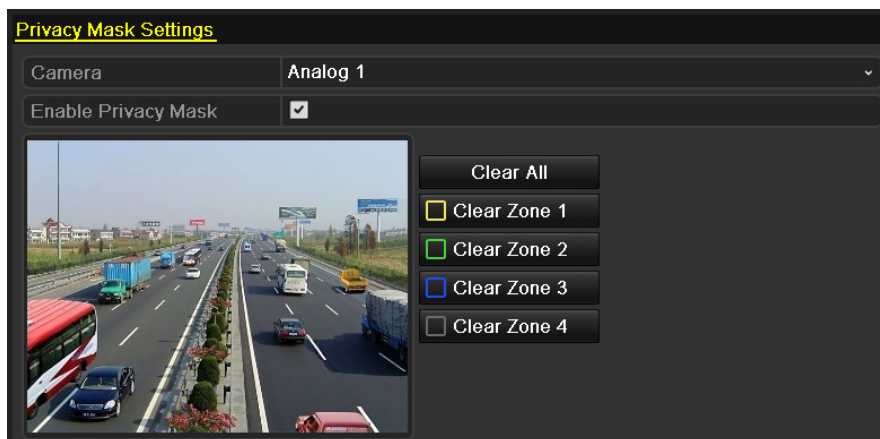 Privacy Mask Settings
Camera Analog 1
Enable Privacy Mask
Clear All
Clear Zone 1
Clear Zone 2
Clear Zone 3
Clear Zone 4